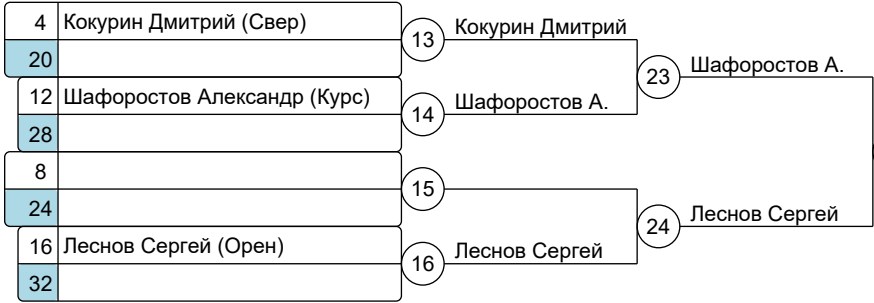 4 Кокурин Дмитрий (Свер)
20
13 Кокурин Дмитрий
12 Шафоростов Александр (Курс)
28
14 Шафоростов А.
23 Шафоростов А.
8
24
15
16 Леснов Сергей (Орен)
32
16 Леснов Сергей
24 Леснов Сергей